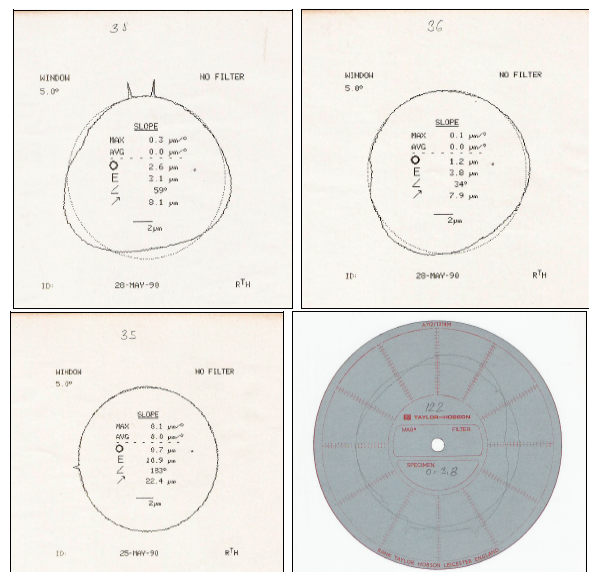 WINDOW NO FILTER
5.0°
SLOPE
MAX 0.3 µm/°
AVG 0.0 µm/°
2.6 µm
E 3.1 µm
59°
8.1 µm
2µm
ID: 28-MAY-90 RTH
36
WINDOW NO FILTER
5.0°
SLOPE
MAX 0.1 µm/°
AVG 0.0 µm/°
1.2 µm
E 3.8 µm
34°
7.9 µm
2µm
ID: 28-MAY-90 RTH
35
WINDOW NO FILTER
5.0°
SLOPE
MAX 0.1 µm/°
AVG 0.0 µm/°
0.7 µm
E 10.9 µm
183°
22.4 µm
2µm
ID: 25-MAY-90 RTH
122
TAYLOR-HOBSON
FILTER
SPECIMEN
RANK TAYLOR HOBSON LEICESTER ENGLAND